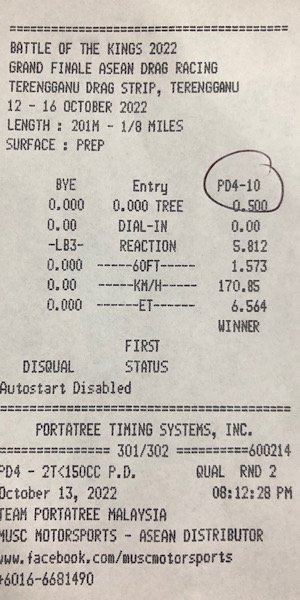 ================================
BATTLE OF THE KINGS 2022
GRAND FINALE ASEAN DRAG RACING
TERENGGANU DRAG STRIP, TERENGGANU
12 - 16 OCTOBER 2022
LENGTH : 201M - 1/8 MILES
SURFACE : PREP
BYE Entry PD4-10
0.000 0.000 TREE 0.500
0.00 DIAL-IN 0.00
-LB3- REACTION 5.812
0.000 ------60FT------ 1.573
0.00 ------KM/H------ 170.85
0.000 -------ET------- 6.564
WINNER
FIRST
DISQUAL STATUS
Autostart Disabled
================================
PORTATREE TIMING SYSTEMS, INC.
=============== 301/302 ==========600214
PD4 - 2T<150CC P.D. QUAL RND 2
October 13, 2022 08:12:28 PM
TEAM PORTATREE MALAYSIA
MUSC MOTORSPORTS - ASEAN DISTRIBUTOR
www.facebook.com/muscmotorsports
+6016-6681490